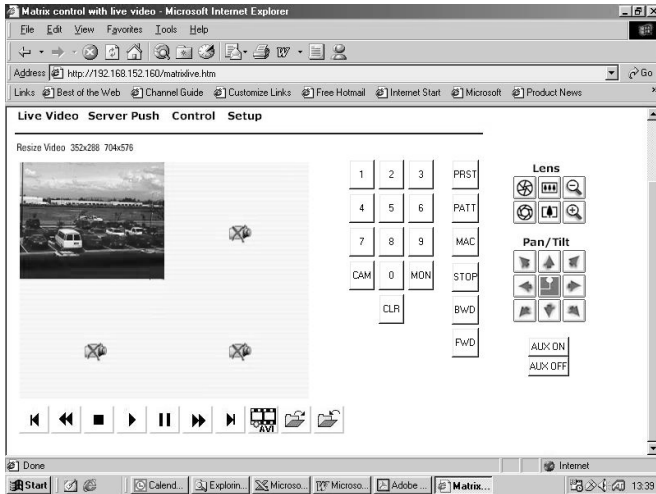 Matrix control with live video - Microsoft Internet Explorer
File Edit View Favorites Tools Help
Address http://192.168.152.160/matrixlive.htm Go
Links Best of the Web Channel Guide Customize Links Free Hotmail Internet Start Microsoft Product News
Live Video Server Push Control Setup
Resize Video 352x288 704x576
1 2 3 PRST
4 5 6 PATT
7 8 9 MAC
CAM 0 MON STOP
CLR BWD
FWD
Lens
Pan/Tilt
AUX ON
AUX OFF
AVI
Done Internet
Start Calend... Explorin... Microso... Microso... Adobe ... Matrix... 13:39